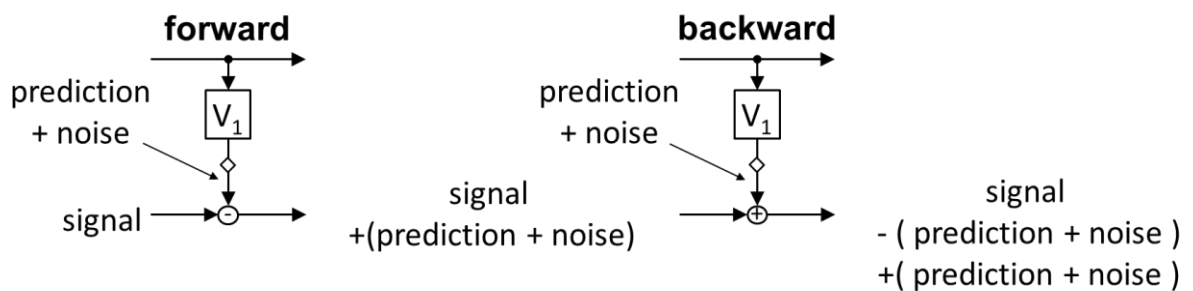 forward
prediction
+ noise
V1
signal
-
signal
+(prediction + noise)
backward
prediction
+ noise
V1
+
signal
- ( prediction + noise )
+( prediction + noise )